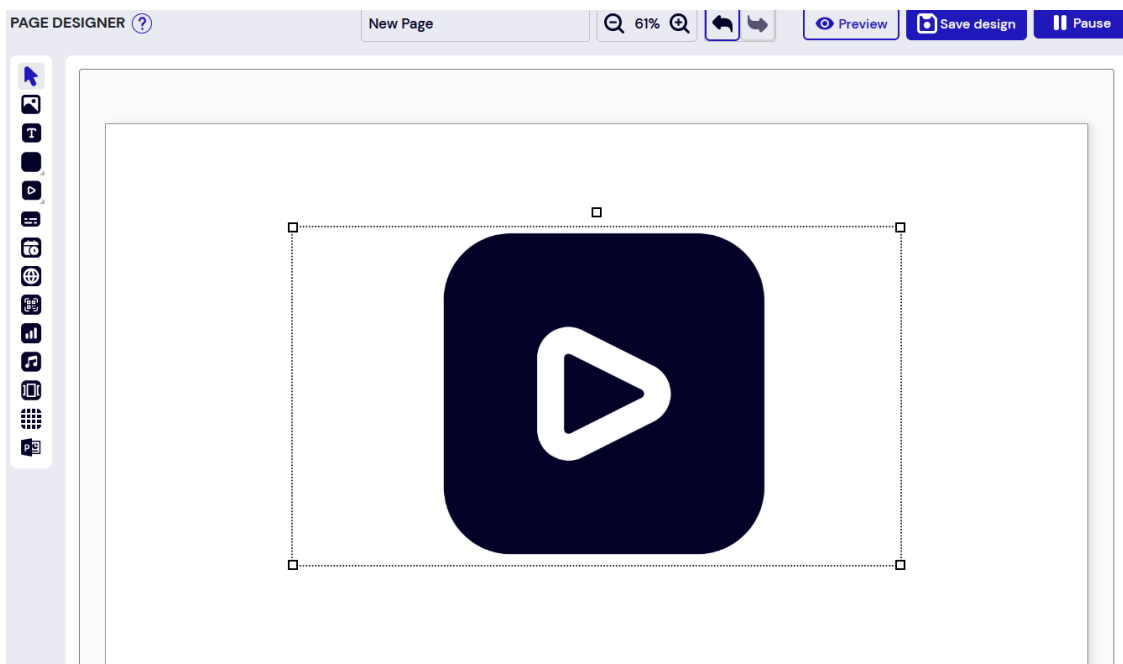 PAGE DESIGNER ?
New Page
61%
Preview
Save design
Pause
T
P